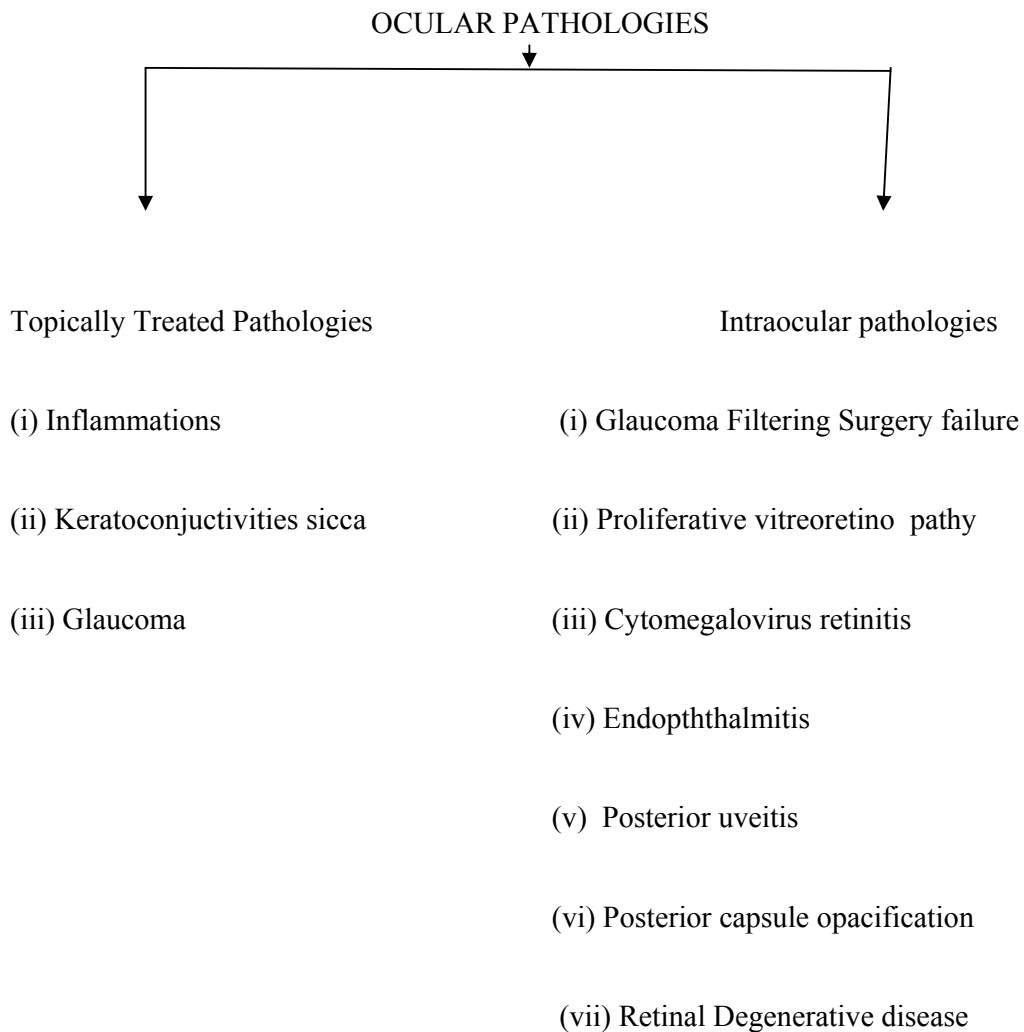 OCULAR PATHOLOGIES
Topically Treated Pathologies
(i) Inflammations
(ii) Keratoconjuctivities sicca
(iii) Glaucoma
Intraocular pathologies
(i) Glaucoma Filtering Surgery failure
(ii) Proliferative vitreoretino pathy
(iii) Cytomegalovirus retinitis
(iv) Endopththalmitis
(v) Posterior uveitis
(vi) Posterior capsule opacification
(vii) Retinal Degenerative disease